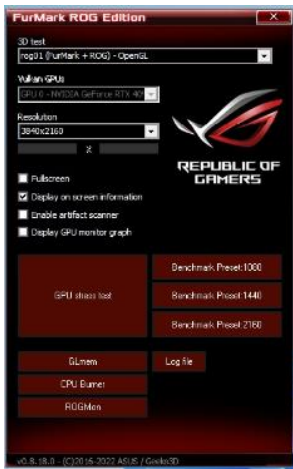 FurMark ROG Edition
3D test
rog01 (FurMark + ROG) - OpenGL
Vulkan GPUs
GPU 0 - NVIDIA GeForce RTX 40
Resolution
3840x2160
X
REPUBLIC OF
GAMERS
Fullscreen
Display on screen information
Enable artifact scanner
Display GPU monitor graph
GPU stress test
Benchmark Preset:1080
Benchmark Preset:1440
Benchmark Preset:2160
GLmem
Log file
CPU Burner
ROGMon
v0.8.18.0 - (C)2016-2022 ASUS / Geeks3D